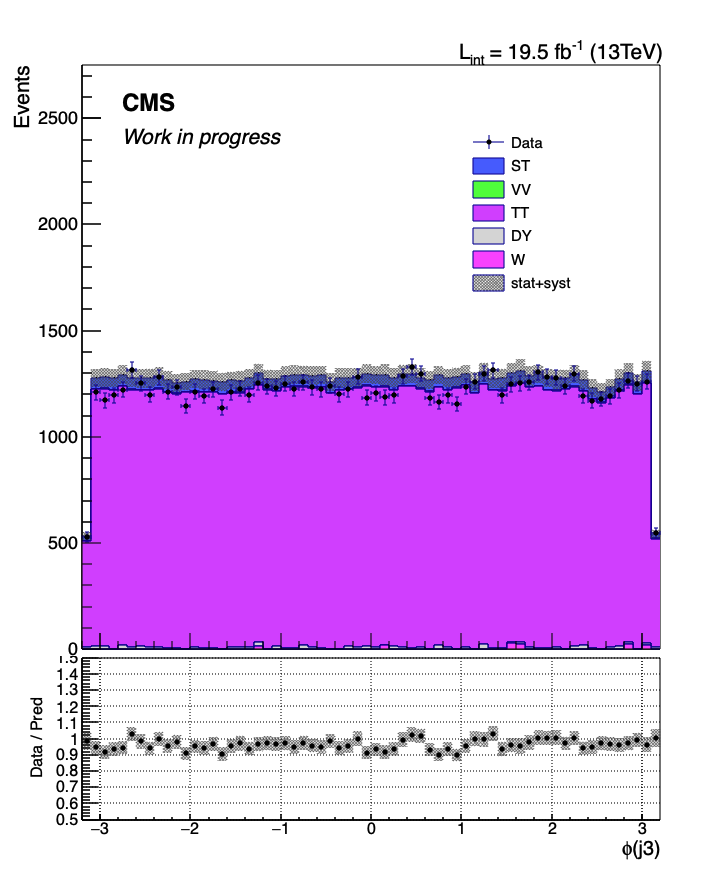 L_int = 19.5 fb^-1 (13TeV)
Events
CMS
Work in progress
Data
ST
VV
TT
DY
W
stat+syst
2500
2000
1500
1000
500
0
Data / Pred
1.5
1.4
1.3
1.2
1.1
1
0.9
0.8
0.7
0.6
0.5
−3 −2 −1 0 1 2 3
ϕ(j3)